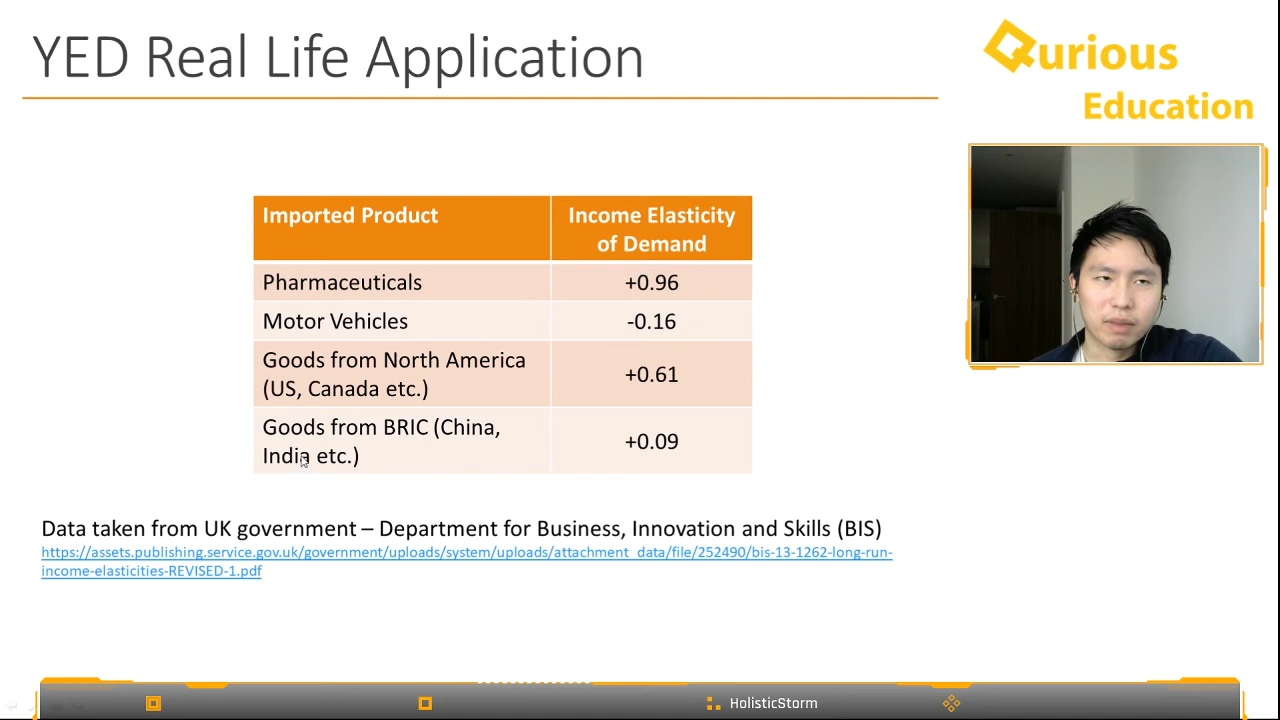 YED Real Life Application
Qurious
Education
Imported Product
Income Elasticity
of Demand
Pharmaceuticals
+0.96
Motor Vehicles
-0.16
Goods from North America
(US, Canada etc.)
+0.61
Goods from BRIC (China,
India etc.)
+0.09
Data taken from UK government – Department for Business, Innovation and Skills (BIS)
https://assets.publishing.service.gov.uk/government/uploads/system/uploads/attachment_data/file/252490/bis-13-1262-long-run-
income-elasticities-REVISED-1.pdf
HolisticStorm